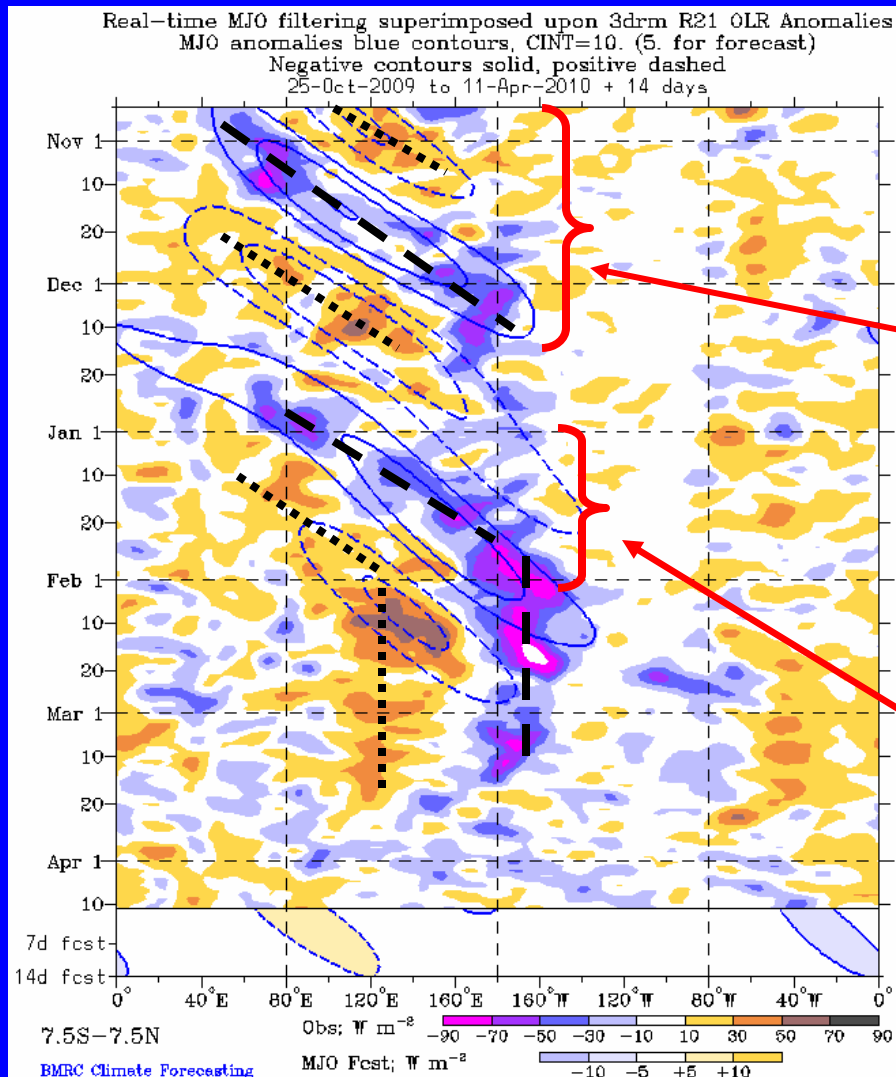 Real-time MJO filtering superimposed upon 3drm R21 OLR Anomalies
MJO anomalies blue contours, CINT=10. (5. for forecast)
Negative contours solid, positive dashed
25-Oct-2009 to 11-Apr-2010 + 14 days
Nov 1
10
20
Dec 1
10
20
Jan 1
10
20
Feb 1
10
20
Mar 1
10
20
Apr 1
10
7d fcst
14d fcst
0° 40°E 80°E 120°E 160°E 160°W 120°W 80°W 40°W 0°
7.5S-7.5N
Obs; W m⁻²
-90 -70 -50 -30 -10 10 30 50 70 90
MJO Fcst; W m⁻²
-10 -5 +5 +10
BMRC Climate Forecasting